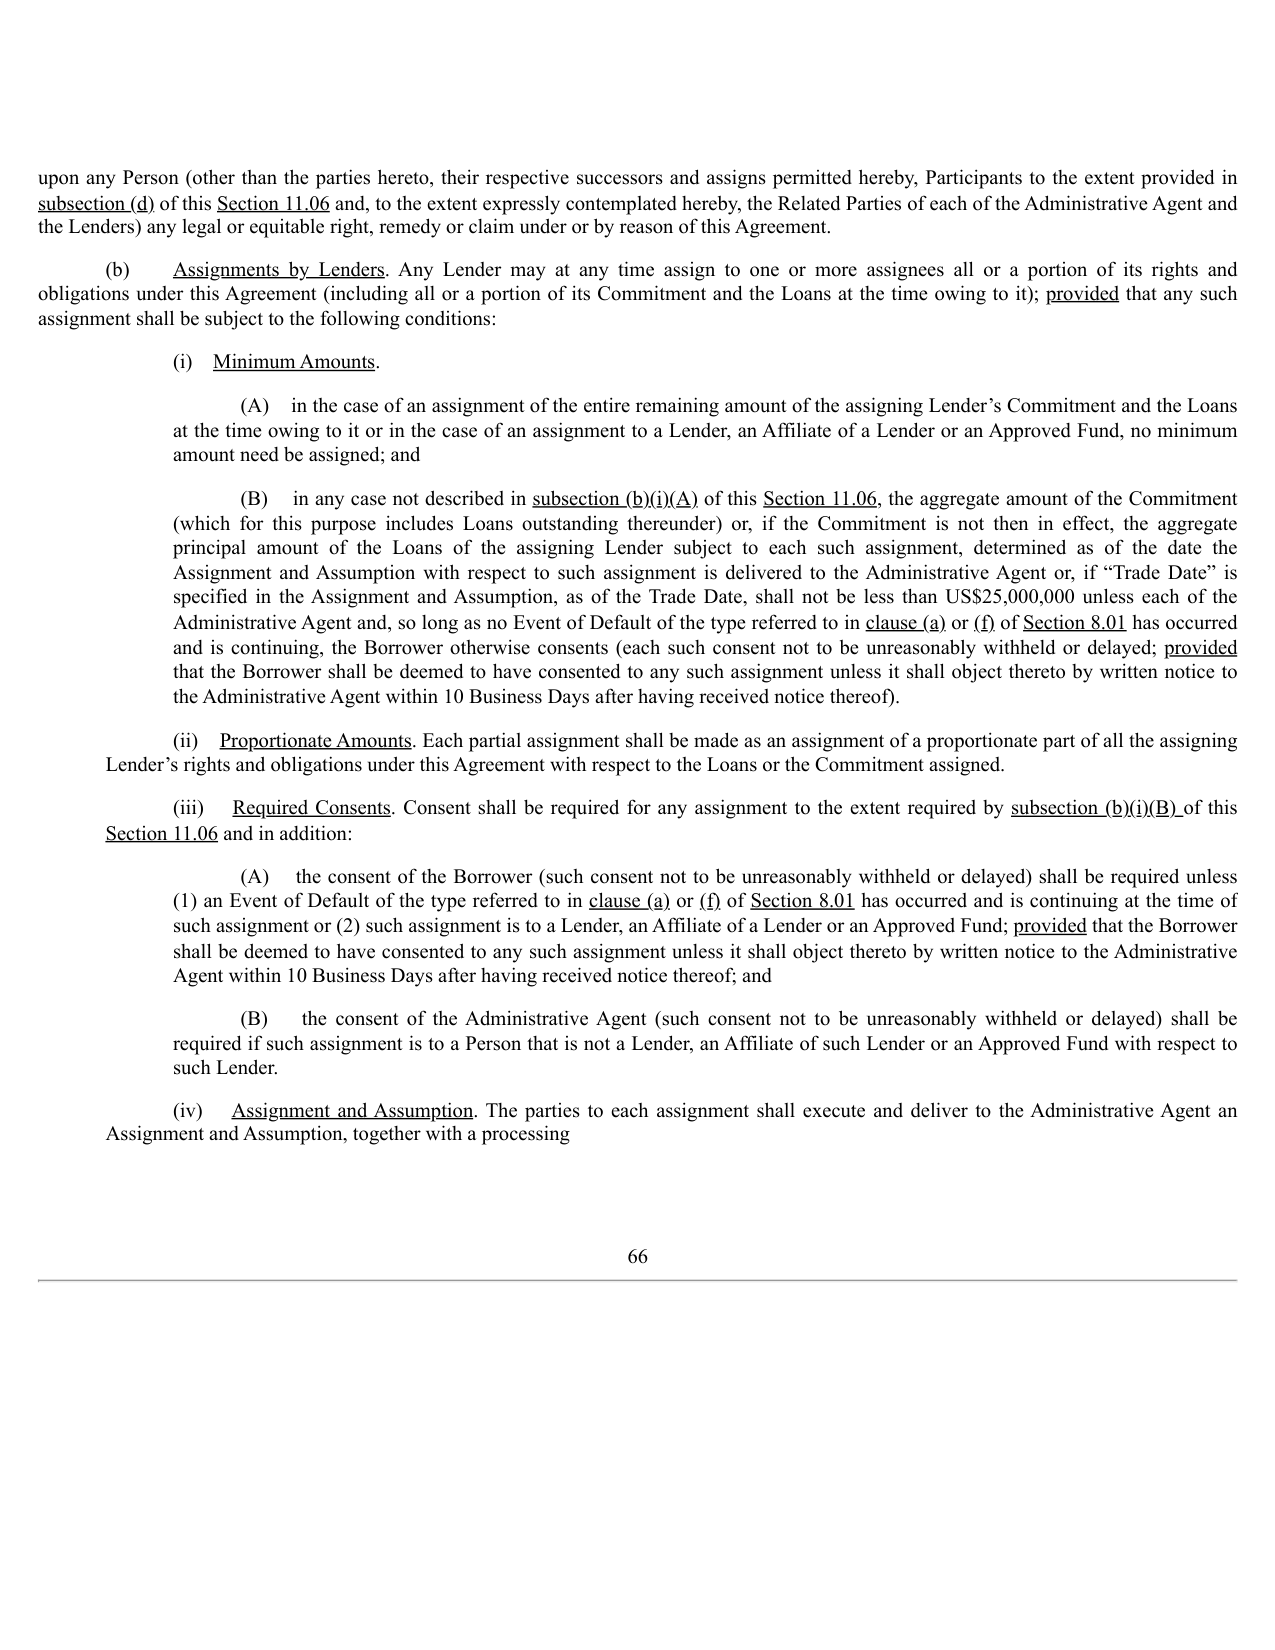 upon any Person (other than the parties hereto, their respective successors and assigns permitted hereby, Participants to the extent provided in
subsection (d) of this Section 11.06 and, to the extent expressly contemplated hereby, the Related Parties of each of the Administrative Agent and
the Lenders) any legal or equitable right, remedy or claim under or by reason of this Agreement.
(b) Assignments by Lenders. Any Lender may at any time assign to one or more assignees all or a portion of its rights and
obligations under this Agreement (including all or a portion of its Commitment and the Loans at the time owing to it); provided that any such
assignment shall be subject to the following conditions:
(i) Minimum Amounts.
(A) in the case of an assignment of the entire remaining amount of the assigning Lender’s Commitment and the Loans
at the time owing to it or in the case of an assignment to a Lender, an Affiliate of a Lender or an Approved Fund, no minimum
amount need be assigned; and
(B) in any case not described in subsection (b)(i)(A) of this Section 11.06, the aggregate amount of the Commitment
(which for this purpose includes Loans outstanding thereunder) or, if the Commitment is not then in effect, the aggregate
principal amount of the Loans of the assigning Lender subject to each such assignment, determined as of the date the
Assignment and Assumption with respect to such assignment is delivered to the Administrative Agent or, if “Trade Date” is
specified in the Assignment and Assumption, as of the Trade Date, shall not be less than US$25,000,000 unless each of the
Administrative Agent and, so long as no Event of Default of the type referred to in clause (a) or (f) of Section 8.01 has occurred
and is continuing, the Borrower otherwise consents (each such consent not to be unreasonably withheld or delayed; provided
that the Borrower shall be deemed to have consented to any such assignment unless it shall object thereto by written notice to
the Administrative Agent within 10 Business Days after having received notice thereof).
(ii) Proportionate Amounts. Each partial assignment shall be made as an assignment of a proportionate part of all the assigning
Lender’s rights and obligations under this Agreement with respect to the Loans or the Commitment assigned.
(iii) Required Consents. Consent shall be required for any assignment to the extent required by subsection (b)(i)(B) of this
Section 11.06 and in addition:
(A) the consent of the Borrower (such consent not to be unreasonably withheld or delayed) shall be required unless
(1) an Event of Default of the type referred to in clause (a) or (f) of Section 8.01 has occurred and is continuing at the time of
such assignment or (2) such assignment is to a Lender, an Affiliate of a Lender or an Approved Fund; provided that the Borrower
shall be deemed to have consented to any such assignment unless it shall object thereto by written notice to the Administrative
Agent within 10 Business Days after having received notice thereof; and
(B) the consent of the Administrative Agent (such consent not to be unreasonably withheld or delayed) shall be
required if such assignment is to a Person that is not a Lender, an Affiliate of such Lender or an Approved Fund with respect to
such Lender.
(iv) Assignment and Assumption. The parties to each assignment shall execute and deliver to the Administrative Agent an
Assignment and Assumption, together with a processing
66